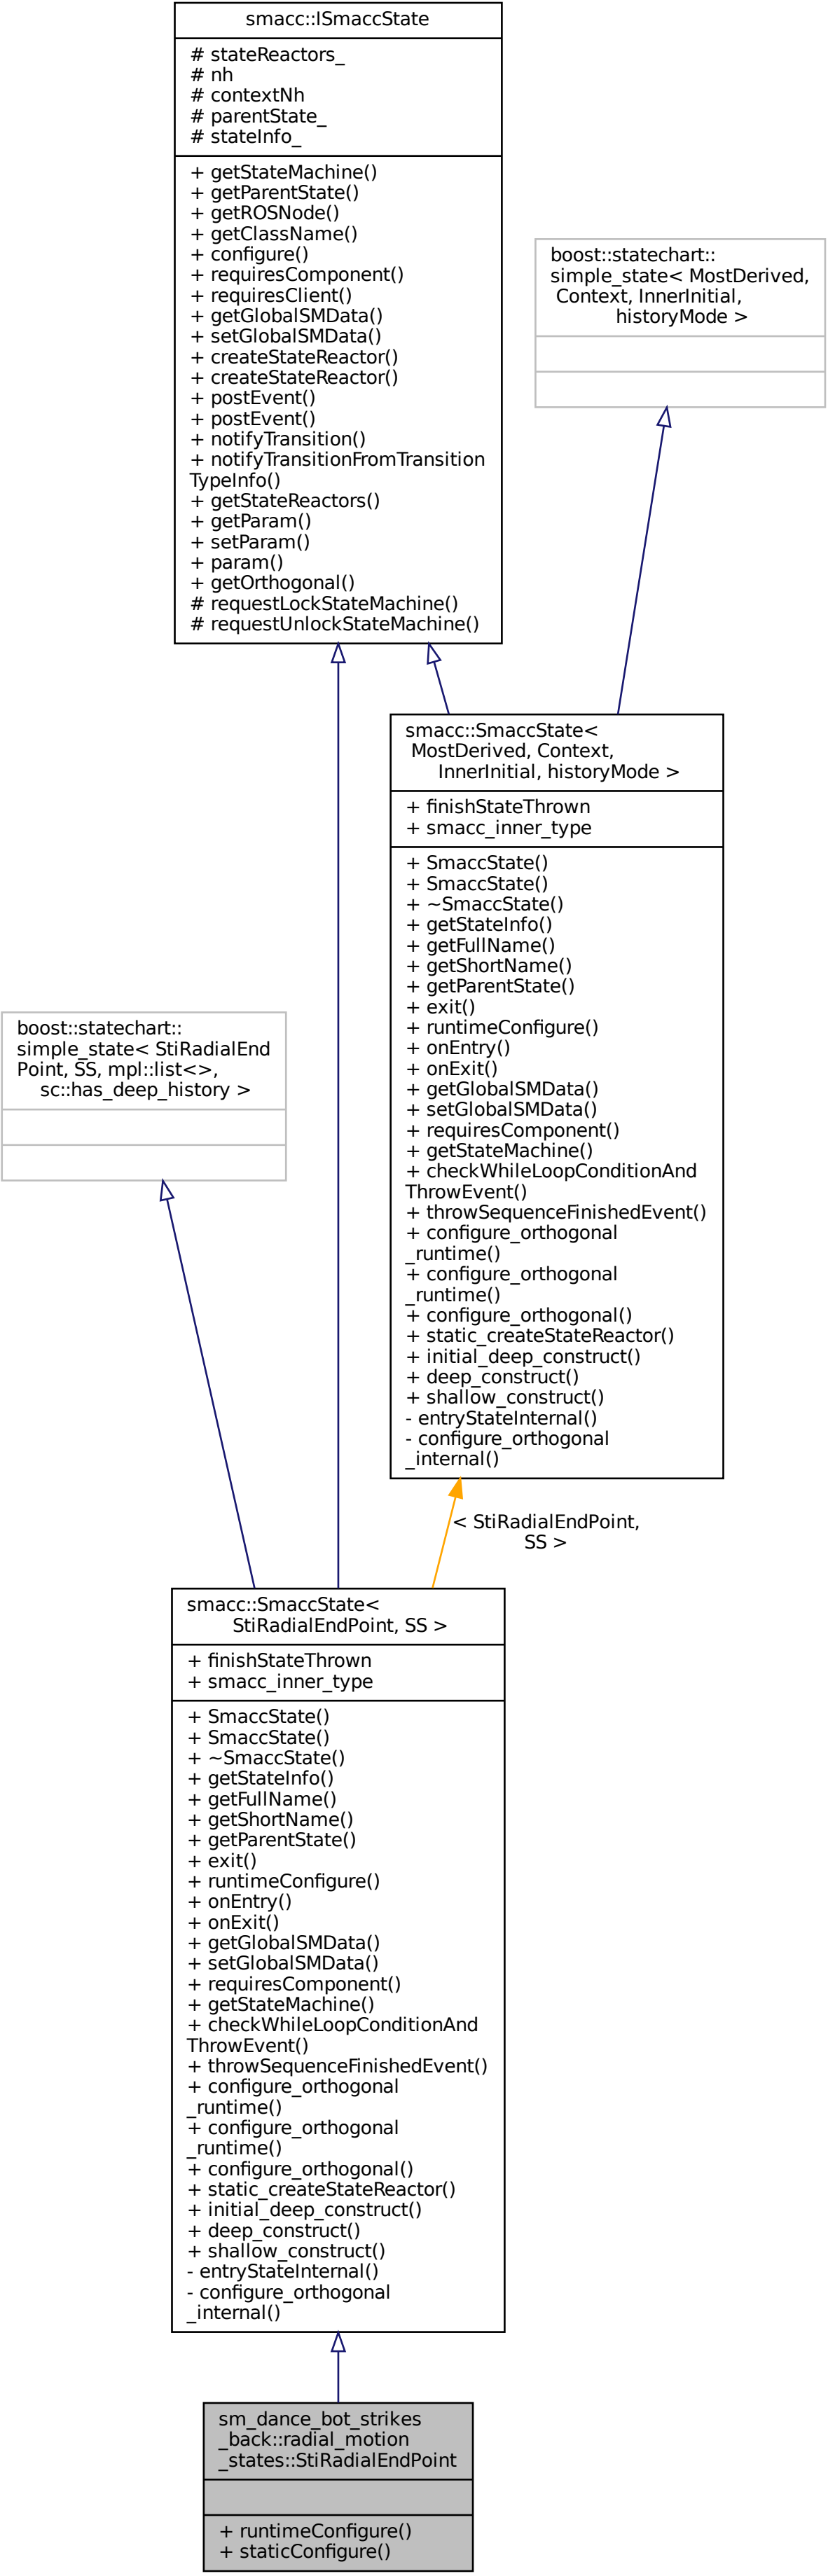 smacc::ISmaccState
# stateReactors_
# nh
# contextNh
# parentState_
# stateInfo_
+ getStateMachine()
+ getParentState()
+ getROSNode()
+ getClassName()
+ configure()
+ requiresComponent()
+ requiresClient()
+ getGlobalSMData()
+ setGlobalSMData()
+ createStateReactor()
+ createStateReactor()
+ postEvent()
+ postEvent()
+ notifyTransition()
+ notifyTransitionFromTransition
TypeInfo()
+ getStateReactors()
+ getParam()
+ setParam()
+ param()
+ getOrthogonal()
# requestLockStateMachine()
# requestUnlockStateMachine()
boost::statechart::
simple_state< MostDerived,
Context, InnerInitial,
historyMode >
smacc::SmaccState<
MostDerived, Context,
InnerInitial, historyMode >
+ finishStateThrown
+ smacc_inner_type
+ SmaccState()
+ SmaccState()
+ ~SmaccState()
+ getStateInfo()
+ getFullName()
+ getShortName()
+ getParentState()
+ exit()
+ runtimeConfigure()
+ onEntry()
+ onExit()
+ getGlobalSMData()
+ setGlobalSMData()
+ requiresComponent()
+ getStateMachine()
+ checkWhileLoopConditionAnd
ThrowEvent()
+ throwSequenceFinishedEvent()
+ configure_orthogonal
_runtime()
+ configure_orthogonal
_runtime()
+ configure_orthogonal()
+ static_createStateReactor()
+ initial_deep_construct()
+ deep_construct()
+ shallow_construct()
- entryStateInternal()
- configure_orthogonal
_internal()
boost::statechart::
simple_state< StiRadialEnd
Point, SS, mpl::list<>,
sc::has_deep_history >
< StiRadialEndPoint,
SS >
smacc::SmaccState<
StiRadialEndPoint, SS >
+ finishStateThrown
+ smacc_inner_type
+ SmaccState()
+ SmaccState()
+ ~SmaccState()
+ getStateInfo()
+ getFullName()
+ getShortName()
+ getParentState()
+ exit()
+ runtimeConfigure()
+ onEntry()
+ onExit()
+ getGlobalSMData()
+ setGlobalSMData()
+ requiresComponent()
+ getStateMachine()
+ checkWhileLoopConditionAnd
ThrowEvent()
+ throwSequenceFinishedEvent()
+ configure_orthogonal
_runtime()
+ configure_orthogonal
_runtime()
+ configure_orthogonal()
+ static_createStateReactor()
+ initial_deep_construct()
+ deep_construct()
+ shallow_construct()
- entryStateInternal()
- configure_orthogonal
_internal()
sm_dance_bot_strikes
_back::radial_motion
_states::StiRadialEndPoint
+ runtimeConfigure()
+ staticConfigure()